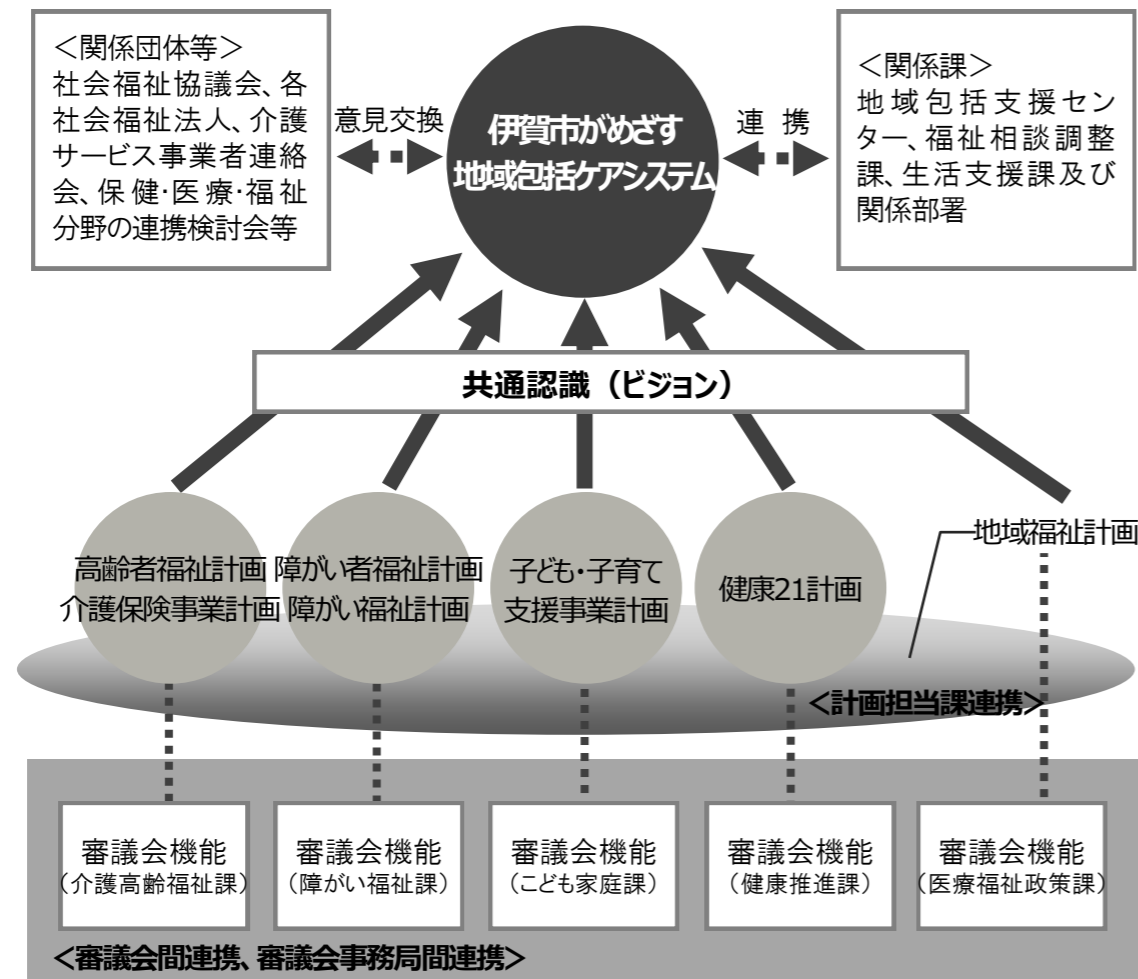 ＜関係団体等＞
社会福祉協議会、各
社会福祉法人、介護
サービス事業者連絡
会、保健・医療・福祉
分野の連携検討会等
意見交換
伊賀市がめざす
地域包括ケアシステム
連 携
＜関係課＞
地域包括支援セン
ター、福祉相談調整
課、生活支援課及び
関係部署
共通認識（ビジョン）
高齢者福祉計画
介護保険事業計画
障がい者福祉計画
障がい福祉計画
子ども・子育て
支援事業計画
健康21計画
地域福祉計画
＜計画担当課連携＞
審議会機能
（介護高齢福祉課）
審議会機能
（障がい福祉課）
審議会機能
（こども家庭課）
審議会機能
（健康推進課）
審議会機能
（医療福祉政策課）
＜審議会間連携、審議会事務局間連携＞